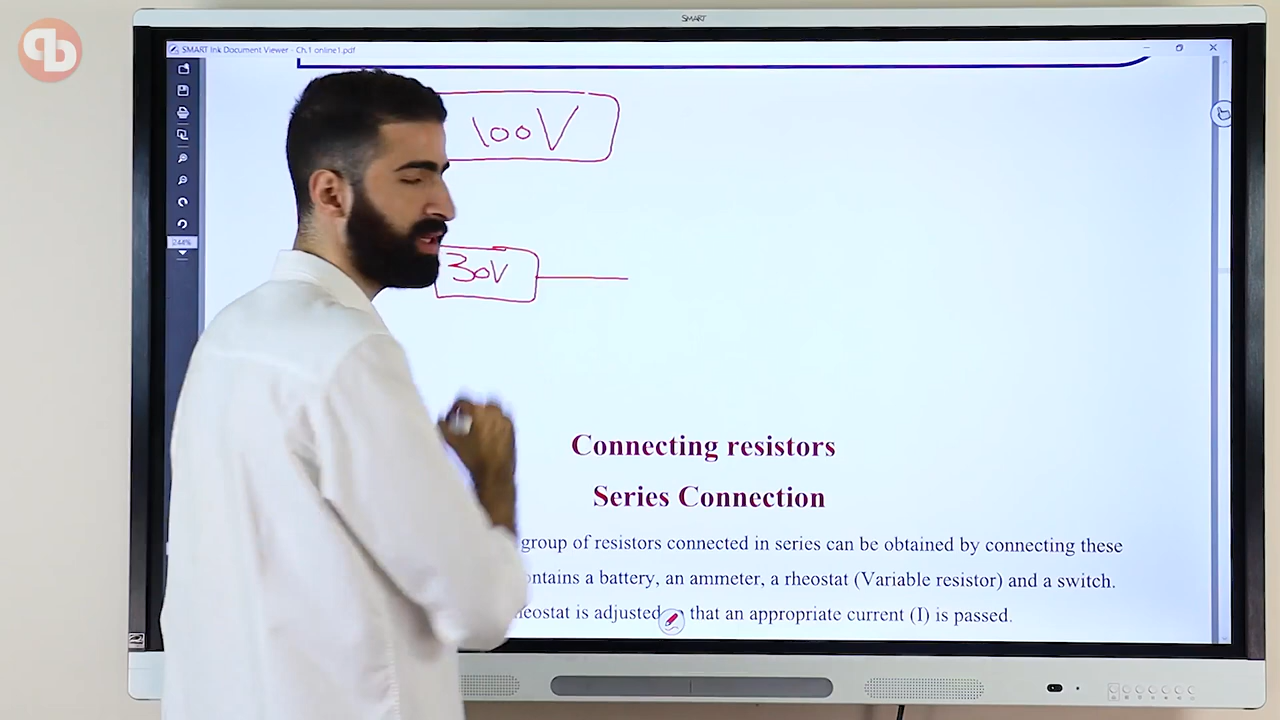 SMART
SMART Ink Document Viewer - Ch.1 online1.pdf
100V
30V
244%
Connecting resistors
Series Connection
group of resistors connected in series can be obtained by connecting these
ontains a battery, an ammeter, a rheostat (Variable resistor) and a switch.
heostat is adjusted that an appropriate current (I) is passed.